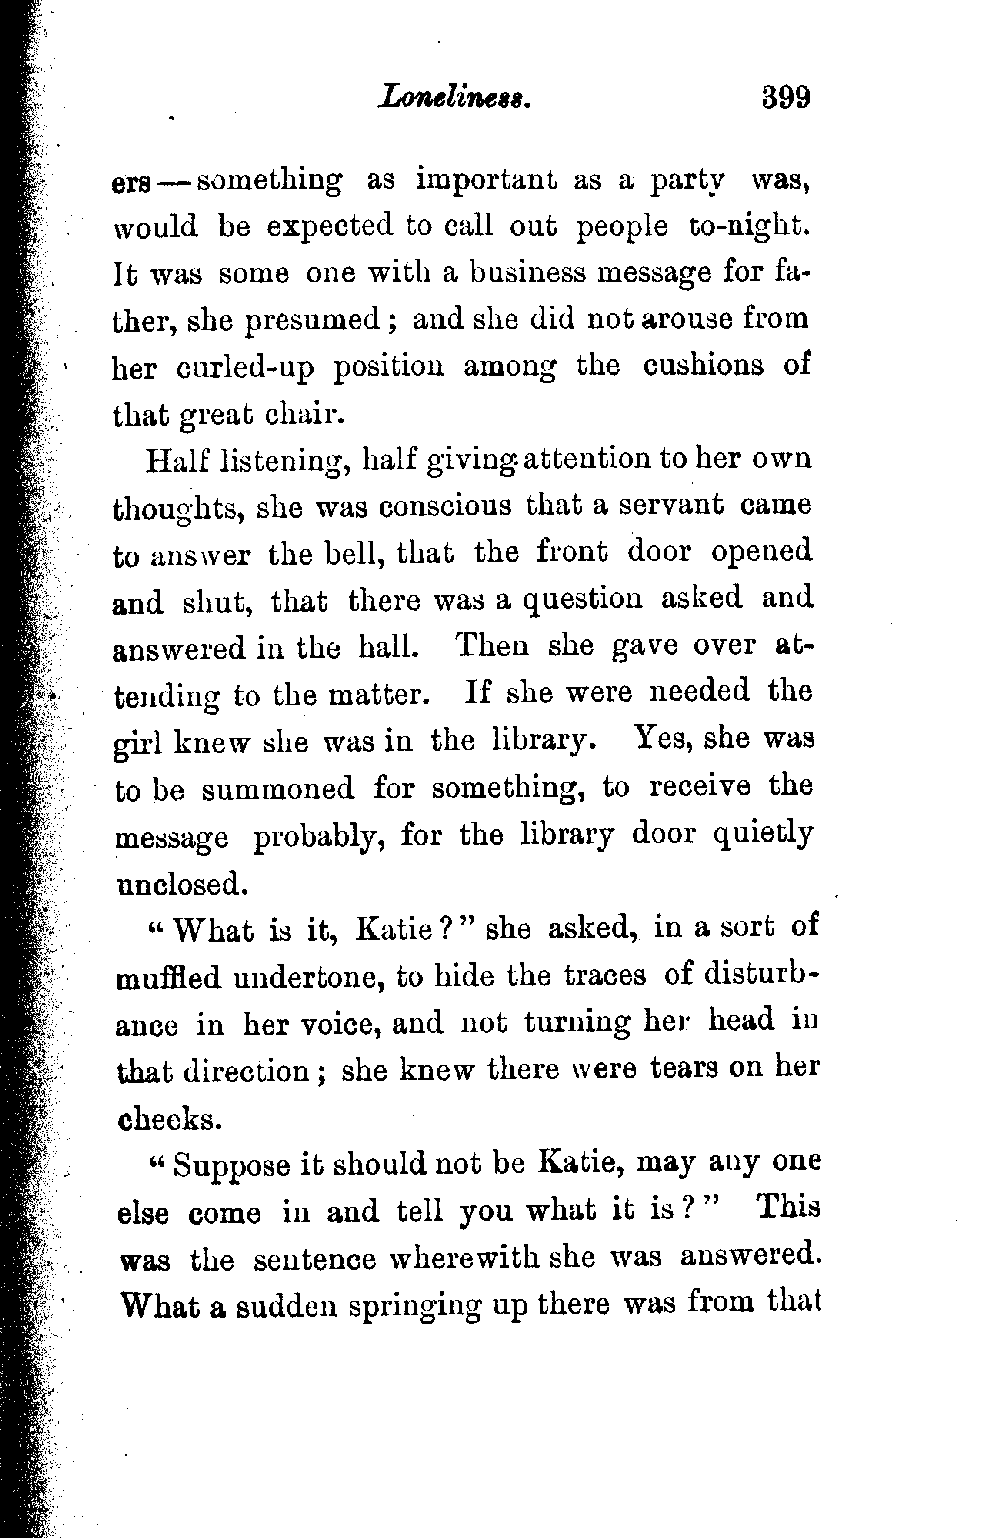 Loneliness. 399
ers — something as important as a party was,
would be expected to call out people to-night.
It was some one with a business message for fa-
ther, she presumed; and she did not arouse from
her curled-up position among the cushions of
that great chair.
Half listening, half giving attention to her own
thoughts, she was conscious that a servant came
to answer the bell, that the front door opened
and shut, that there was a question asked and
answered in the hall. Then she gave over at-
tending to the matter. If she were needed the
girl knew she was in the library. Yes, she was
to be summoned for something, to receive the
message probably, for the library door quietly
unclosed.
“What is it, Katie?” she asked, in a sort of
muffled undertone, to hide the traces of disturb-
ance in her voice, and not turning her head in
that direction; she knew there were tears on her
cheeks.
“Suppose it should not be Katie, may any one
else come in and tell you what it is?” This
was the sentence wherewith she was answered.
What a sudden springing up there was from that